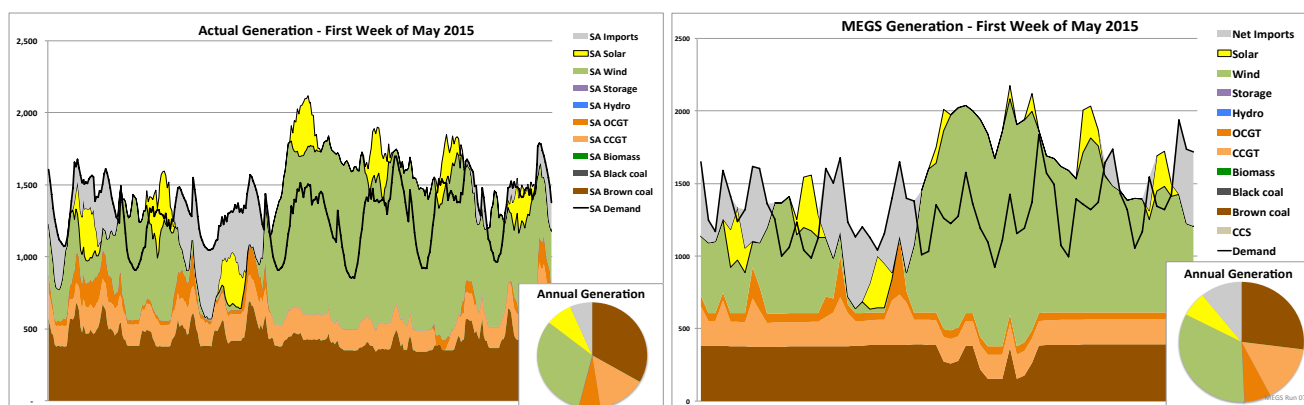 Actual Generation - First Week of May 2015
2,500
2,000
1,500
1,000
500
-
SA Imports
SA Solar
SA Wind
SA Storage
SA Hydro
SA OCGT
SA CCGT
SA Biomass
SA Black coal
SA Brown coal
SA Demand
Annual Generation
MEGS Generation - First Week of May 2015
2500
2000
1500
1000
500
0
Net Imports
Solar
Wind
Storage
Hydro
OCGT
CCGT
Biomass
Black coal
Brown coal
CCS
Demand
Annual Generation
MEGS Run